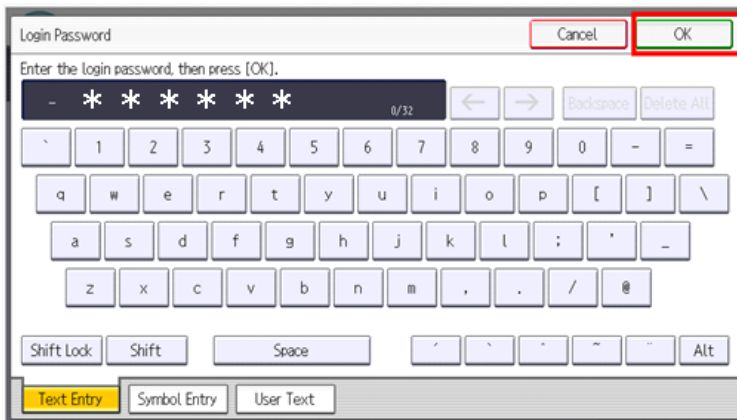 Login Password Cancel OK
Enter the login password, then press [OK].
- * * * * * * 0/32 ← → Backspace Delete All
` 1 2 3 4 5 6 7 8 9 0 - =
q w e r t y u i o p [ ] \
a s d f g h j k l ; ' _
z x c v b n m , . / @
Shift Lock Shift Space ´ ` ^ ~ ¨ Alt
Text Entry Symbol Entry User Text